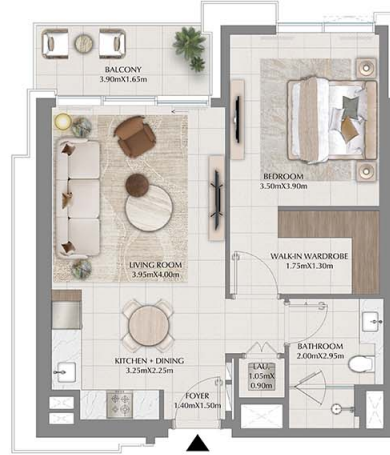 BALCONY
3.90mX1.65m
BEDROOM
3.50mX3.90m
WALK-IN WARDROBE
1.75mX1.30m
LIVING ROOM
3.95mX4.00m
BATHROOM
2.00mX2.95m
KITCHEN + DINING
3.25mX2.25m
LAU.
1.05mX
0.90m
FOYER
1.40mX1.50m